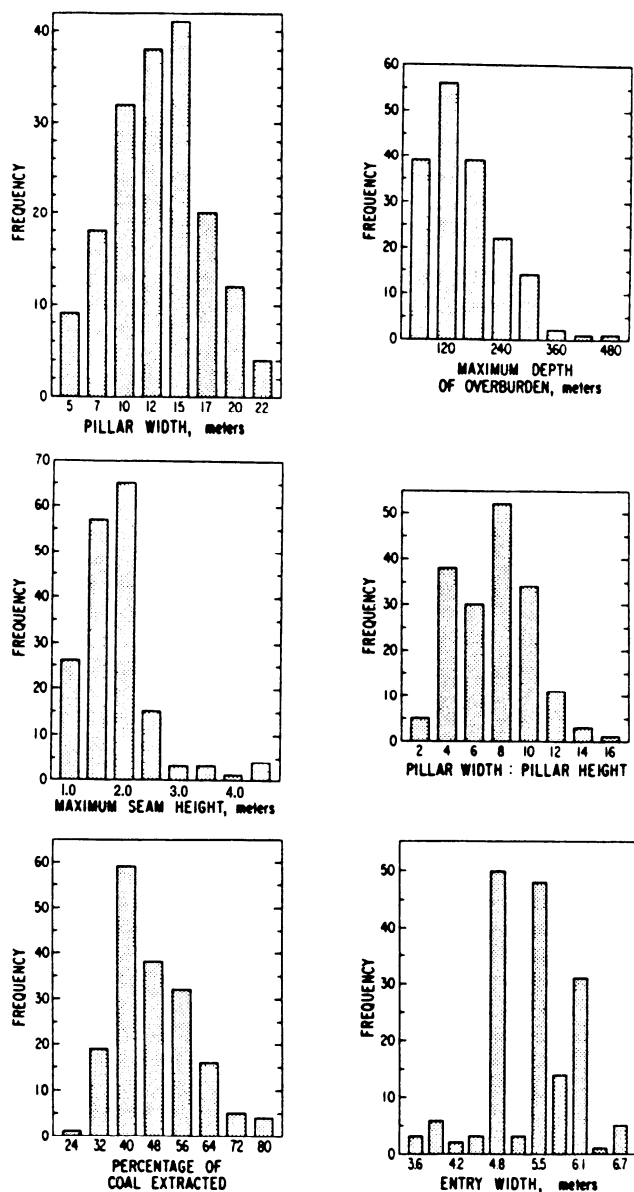 40
30
20
10
0
FREQUENCY
5 7 10 12 15 17 20 22
PILLAR WIDTH, meters
60
50
40
30
20
10
0
FREQUENCY
120 240 360 480
MAXIMUM DEPTH
OF OVERBURDEN, meters
70
60
50
40
30
20
10
0
FREQUENCY
1.0 2.0 3.0 4.0
MAXIMUM SEAM HEIGHT, meters
50
40
30
20
10
0
FREQUENCY
2 4 6 8 10 12 14 16
PILLAR WIDTH : PILLAR HEIGHT
60
50
40
30
20
10
0
FREQUENCY
24 32 40 48 56 64 72 80
PERCENTAGE OF
COAL EXTRACTED
50
40
30
20
10
0
FREQUENCY
3.6 4.2 4.8 5.5 6.1 6.7
ENTRY WIDTH, meters